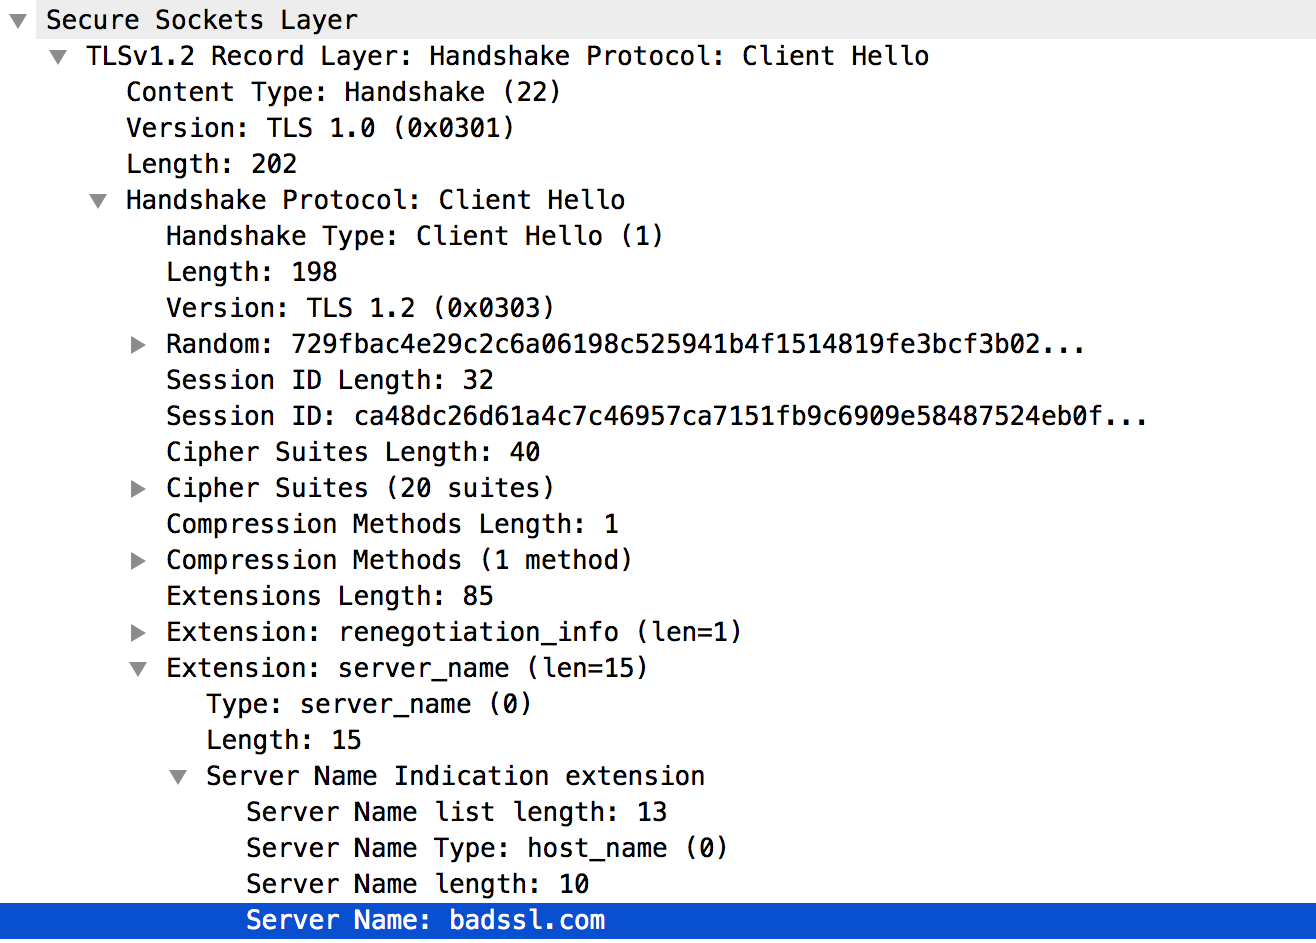 Secure Sockets Layer
TLSv1.2 Record Layer: Handshake Protocol: Client Hello
Content Type: Handshake (22)
Version: TLS 1.0 (0x0301)
Length: 202
Handshake Protocol: Client Hello
Handshake Type: Client Hello (1)
Length: 198
Version: TLS 1.2 (0x0303)
Random: 729fbac4e29c2c6a06198c525941b4f1514819fe3bcf3b02...
Session ID Length: 32
Session ID: ca48dc26d61a4c7c46957ca7151fb9c6909e58487524eb0f...
Cipher Suites Length: 40
Cipher Suites (20 suites)
Compression Methods Length: 1
Compression Methods (1 method)
Extensions Length: 85
Extension: renegotiation_info (len=1)
Extension: server_name (len=15)
Type: server_name (0)
Length: 15
Server Name Indication extension
Server Name list length: 13
Server Name Type: host_name (0)
Server Name length: 10
Server Name: badssl.com